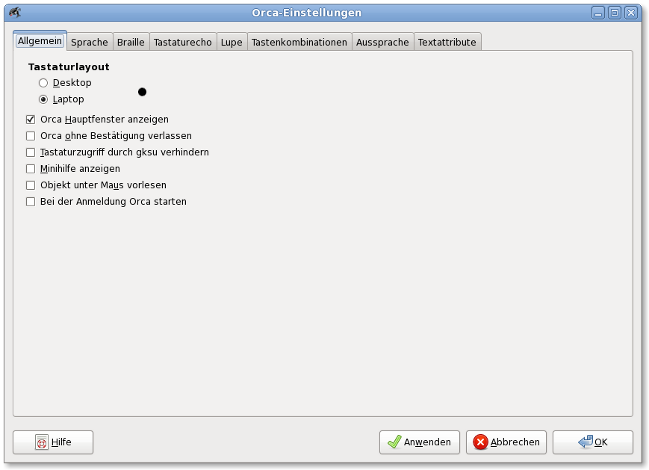 Orca-Einstellungen
Allgemein Sprache Braille Tastaturecho Lupe Tastenkombinationen Aussprache Textattribute
Tastaturlayout
Desktop
Laptop
Orca Hauptfenster anzeigen
Orca ohne Bestätigung verlassen
Tastaturzugriff durch gksu verhindern
Minihilfe anzeigen
Objekt unter Maus vorlesen
Bei der Anmeldung Orca starten
Hilfe Anwenden Abbrechen OK